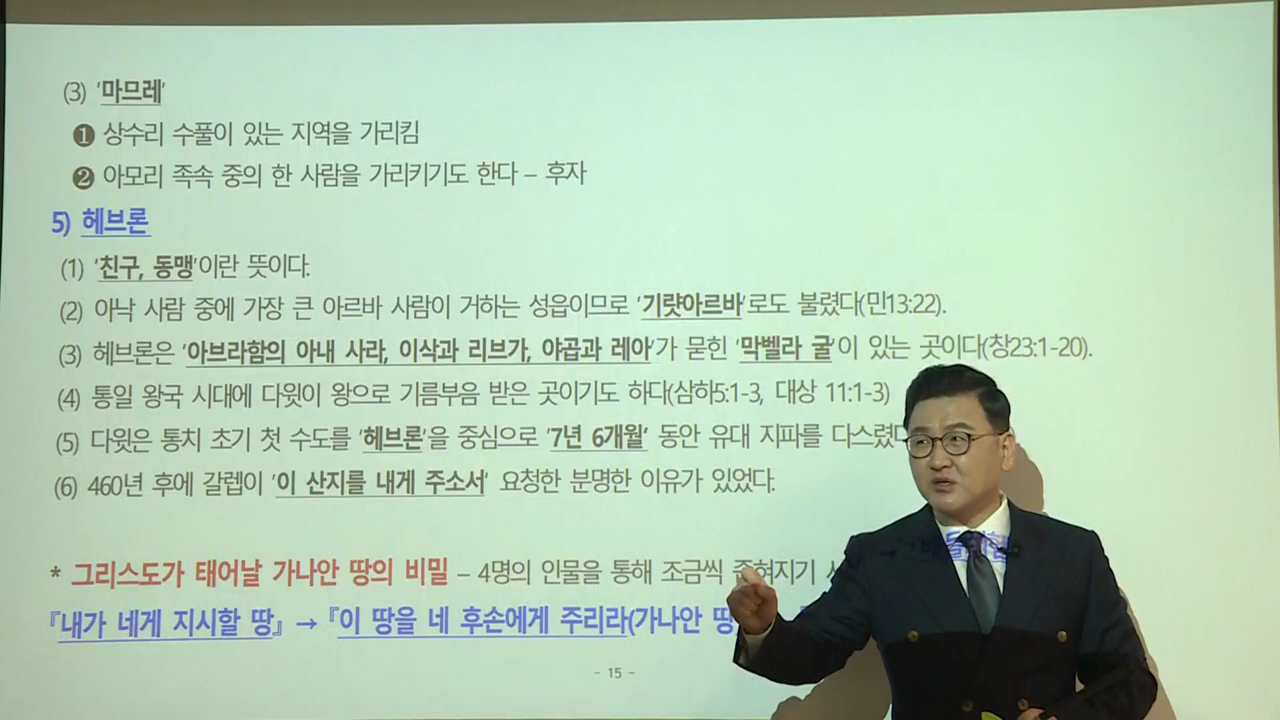 (3) '마므레'
❶ 상수리 수풀이 있는 지역을 가리킴
❷ 아모리 족속 중의 한 사람을 가리키기도 한다 – 후자
5) 헤브론
(1) '친구, 동맹'이란 뜻이다.
(2) 아낙 사람 중에 가장 큰 아르바 사람이 거하는 성읍이므로 '기럇아르바'로도 불렸다(민13:22).
(3) 헤브론은 '아브라함의 아내 사라, 이삭과 리브가, 야곱과 레아'가 묻힌 '막벨라 굴'이 있는 곳이다(창23:1-20).
(4) 통일 왕국 시대에 다윗이 왕으로 기름부음 받은 곳이기도 하다(삼하5:1-3, 대상 11:1-3)
(5) 다윗은 통치 초기 첫 수도를 '헤브론'을 중심으로 '7년 6개월' 동안 유대 지파를 다스렸다
(6) 460년 후에 갈렙이 '이 산지를 내게 주소서' 요청한 분명한 이유가 있었다.
* 그리스도가 태어날 가나안 땅의 비밀 – 4명의 인물을 통해 조금씩
『내가 네게 지시할 땅』 → 『이 땅을 네 후손에게 주리라(가나안 땅
- 15 -